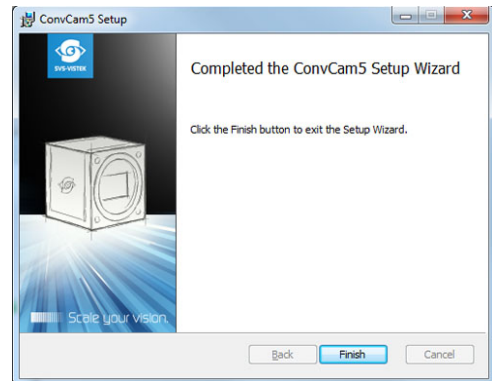 ConvCam5 Setup
SVS-VISTEK
Completed the ConvCam5 Setup Wizard
Click the Finish button to exit the Setup Wizard.
Scale your vision.
Back
Finish
Cancel